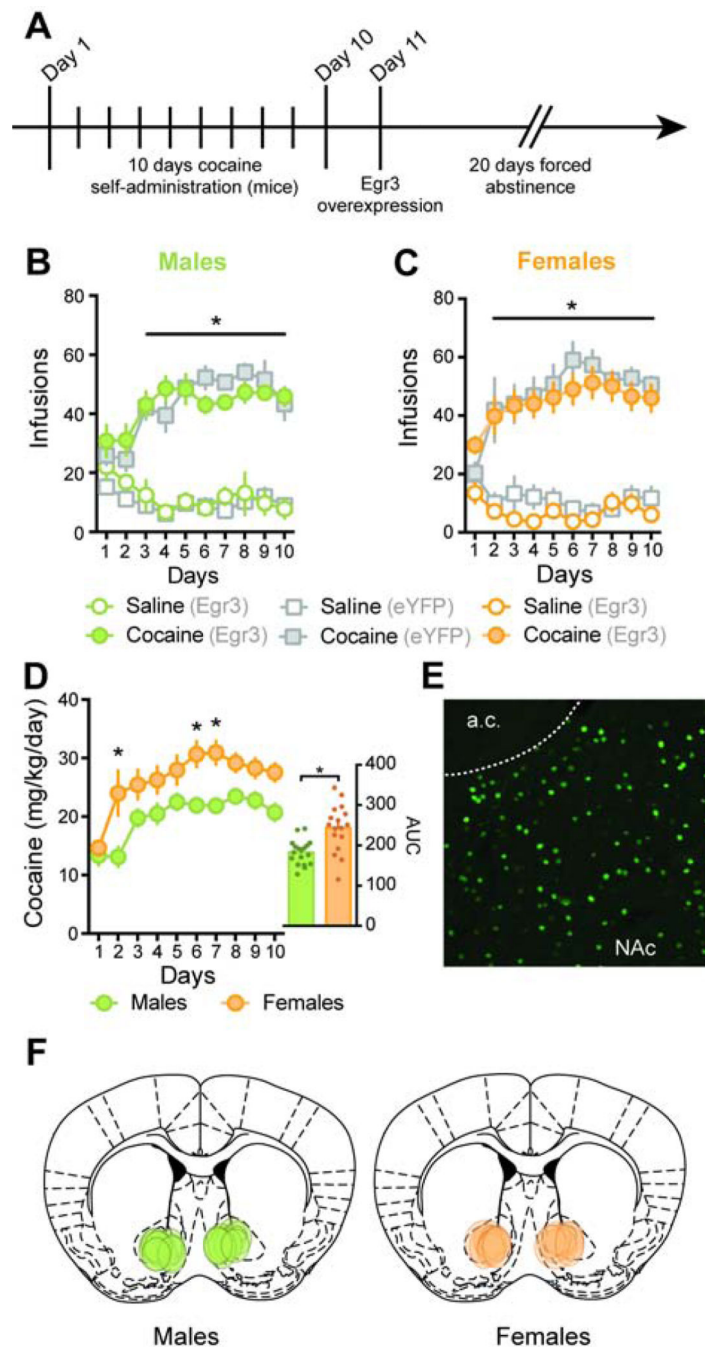 A
Day 1
Day 10
Day 11
10 days cocaine
self-administration (mice)
Egr3
overexpression
20 days forced
abstinence
B
Males
C
Females
Infusions
80
60
40
20
0
1 2 3 4 5 6 7 8 9 10
Days
*
Infusions
80
60
40
20
0
1 2 3 4 5 6 7 8 9 10
Days
*
Saline (Egr3)
Saline (eYFP)
Saline (Egr3)
Cocaine (Egr3)
Cocaine (eYFP)
Cocaine (Egr3)
D
Cocaine (mg/kg/day)
40
30
20
10
0
1 2 3 4 5 6 7 8 9 10
Days
* * *
*
400
300
200
100
0
AUC
Males
Females
E
a.c.
NAc
F
Males
Females